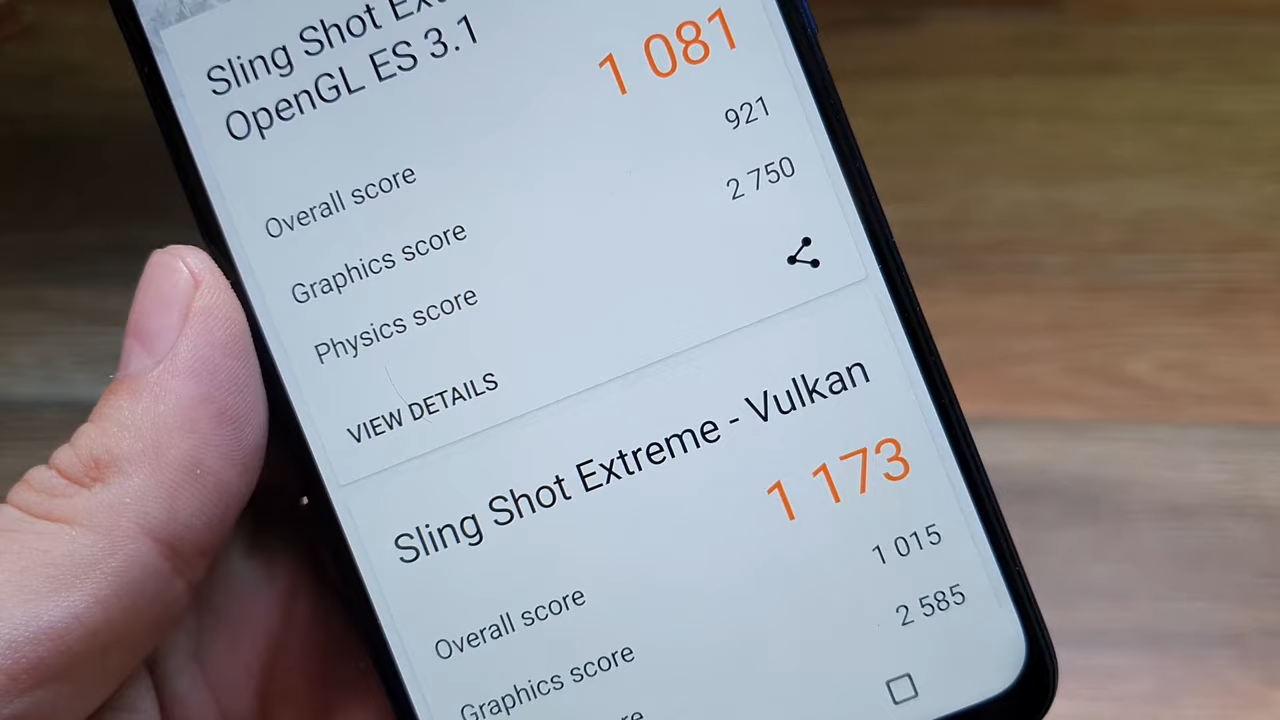 Sling Shot
OpenGL ES 3.1
1 081
Overall score
921
Graphics score
2 750
Physics score
VIEW DETAILS
Sling Shot Extreme - Vulkan
1 173
Overall score
1 015
Graphics score
2 585